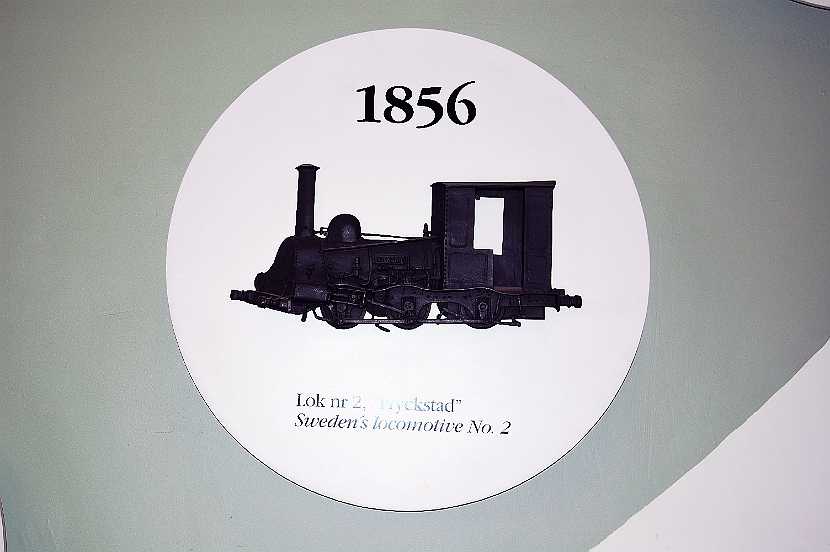 1856
Lok nr 2, "Fryckstad"
Sweden's locomotive No. 2